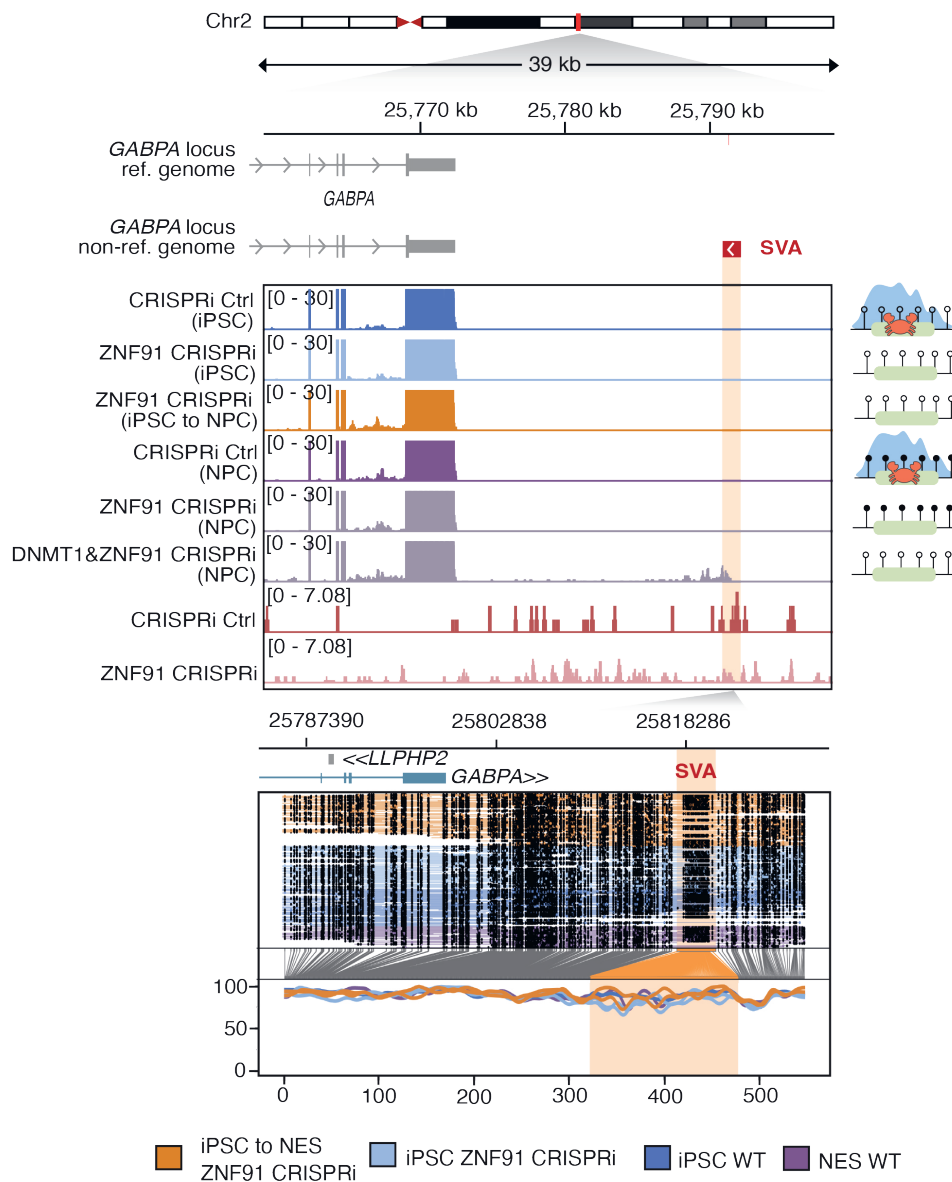 Chr2
39 kb
25,770 kb 25,780 kb 25,790 kb
GABPA locus
ref. genome
GABPA
GABPA locus
non-ref. genome
SVA
CRISPRi Ctrl
(iPSC)
[0 - 30]
ZNF91 CRISPRi
(iPSC)
[0 - 30]
ZNF91 CRISPRi
(iPSC to NPC)
[0 - 30]
CRISPRi Ctrl
(NPC)
[0 - 30]
ZNF91 CRISPRi
(NPC)
[0 - 30]
DNMT1&ZNF91 CRISPRi
(NPC)
[0 - 30]
CRISPRi Ctrl
[0 - 7.08]
ZNF91 CRISPRi
[0 - 7.08]
25787390 25802838 25818286
<<LLPHP2
GABPA>>
SVA
100
50
0
0 100 200 300 400 500
iPSC to NES
ZNF91 CRISPRi
iPSC ZNF91 CRISPRi
iPSC WT
NES WT